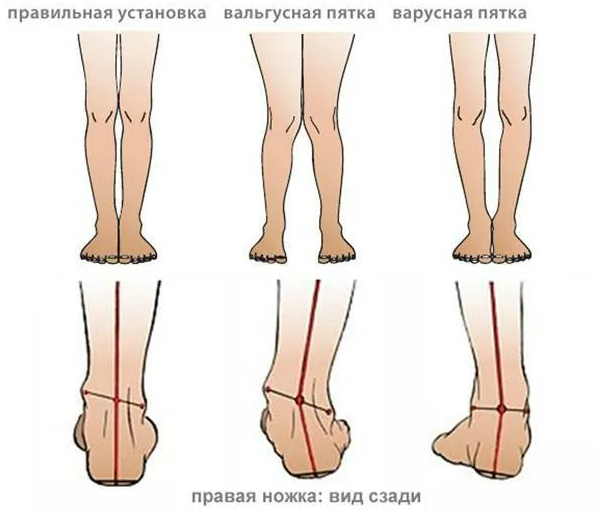 правильная установка
вальгусная пятка
варусная пятка
правая ножка: вид сзади